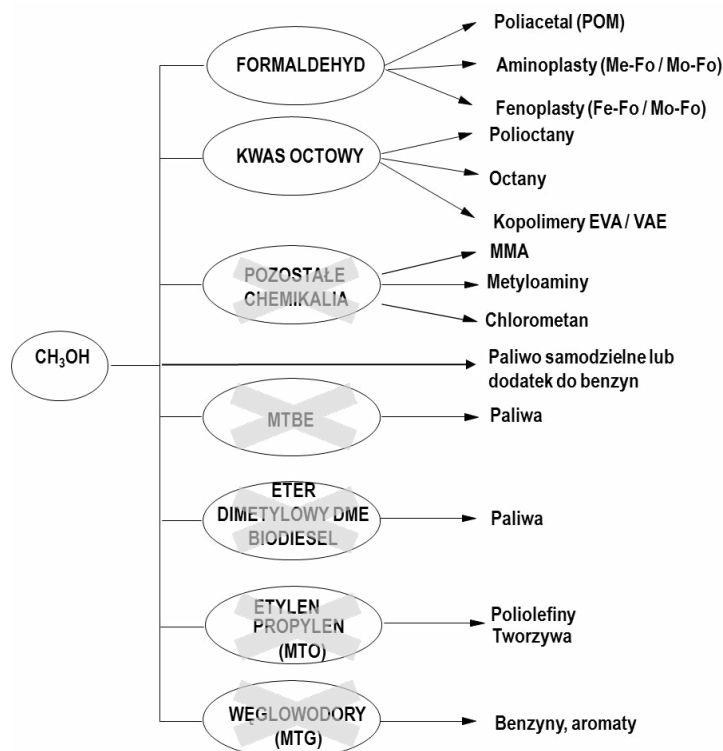 CH₃OH
FORMALDEHYD
Poliacetal (POM)
Aminoplasty (Me-Fo / Mo-Fo)
Fenoplasty (Fe-Fo / Mo-Fo)
KWAS OCTOWY
Polioctany
Octany
Kopolimery EVA / VAE
POZOSTAŁE
CHEMIKALIA
MMA
Metyloaminy
Chlorometan
Paliwo samodzielne lub
dodatek do benzyn
MTBE
Paliwa
ETER
DIMETYLOWY DME
BIODIESEL
Paliwa
ETYLEN
PROPYLEN
(MTO)
Poliolefiny
Tworzywa
WĘGLOWODORY
(MTG)
Benzyny, aromaty